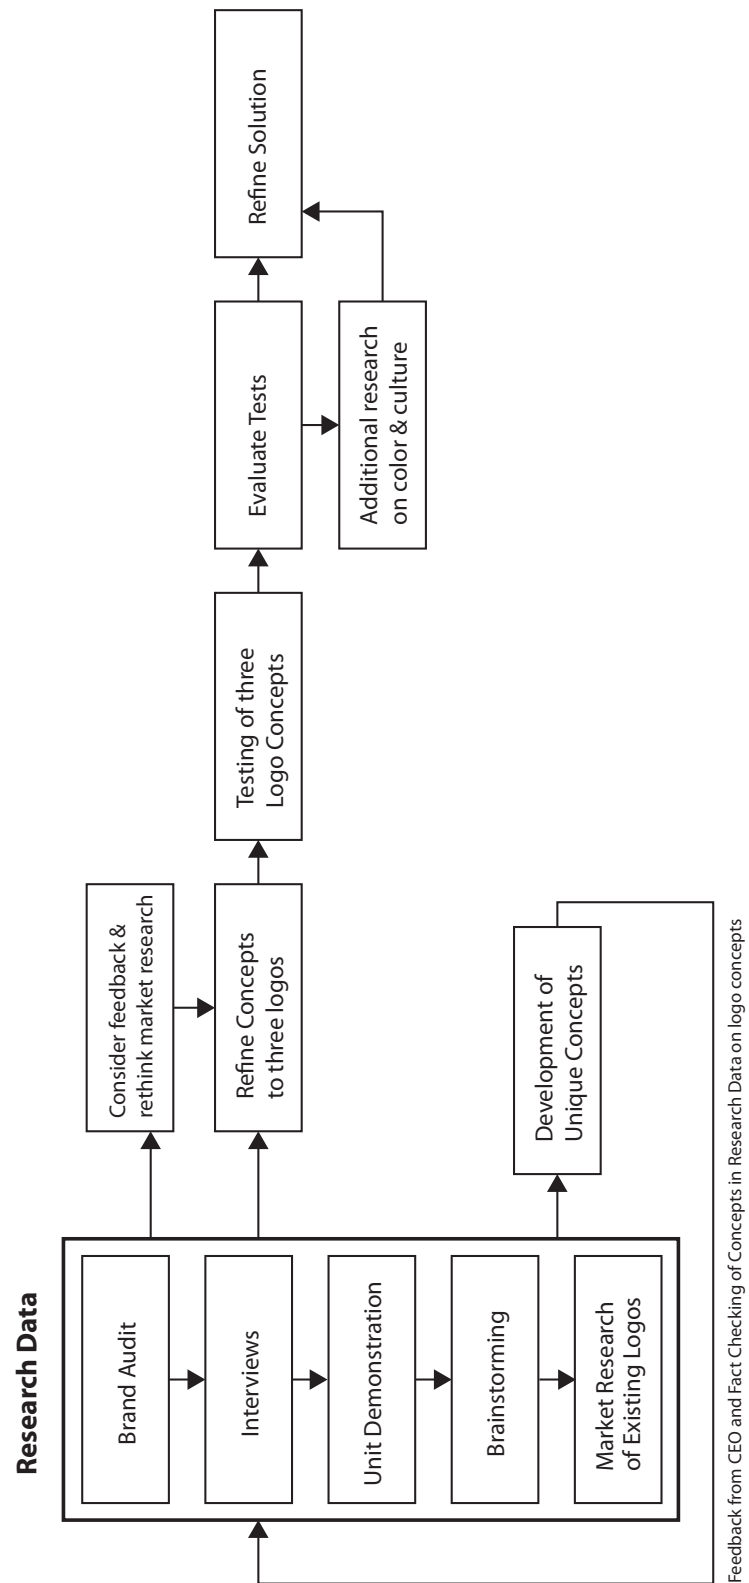 Research Data
Brand Audit
Interviews
Unit Demonstration
Brainstorming
Market Research
of Existing Logos
Consider feedback &
rethink market research
Refine Concepts
to three logos
Development of
Unique Concepts
Testing of three
Logo Concepts
Evaluate Tests
Additional research
on color & culture
Refine Solution
Feedback from CEO and Fact Checking of Concepts in Research Data on logo concepts